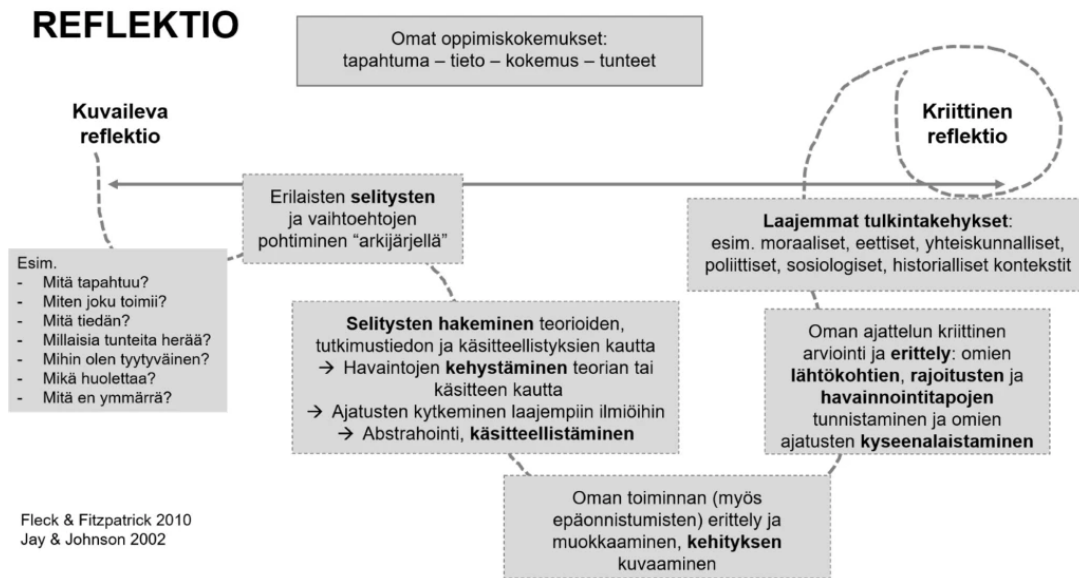 REFLEKTIO
Omat oppimiskokemukset:
tapahtuma – tieto – kokemus – tunteet
Kuvaileva
reflektio
Kriittinen
reflektio
Erilaisten selitysten
ja vaihtoehtojen
pohtiminen “arkijärjellä”
Laajemmat tulkintakehykset:
esim. moraaliset, eettiset, yhteiskunnalliset,
poliittiset, sosiologiset, historialliset kontekstit
Esim.
- Mitä tapahtuu?
- Miten joku toimii?
- Mitä tiedän?
- Millaisia tunteita herää?
- Mihin olen tyytyväinen?
- Mikä huolettaa?
- Mitä en ymmärrä?
Selitysten hakeminen teorioiden,
tutkimustiedon ja käsitteellistyksien kautta
→ Havaintojen kehystäminen teorian tai
käsitteen kautta
→ Ajatusten kytkeminen laajempiin ilmiöihin
→ Abstrahointi, käsitteellistäminen
Oman ajattelun kriittinen
arviointi ja erittely: omien
lähtökohtien, rajoitusten ja
havainnointitapojen
tunnistaminen ja omien
ajatusten kyseenalaistaminen
Oman toiminnan (myös
epäonnistumisten) erittely ja
muokkaaminen, kehityksen
kuvaaminen
Fleck & Fitzpatrick 2010
Jay & Johnson 2002